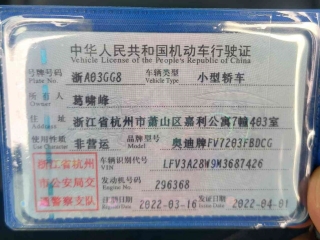 中华人民共和国机动车行驶证
Vehicle License of the People's Republic of China
号牌号码 浙A03GG8 车辆类型 小型轿车
Plate No. Vehicle Type
所有人 葛啸峰
Owner
住址 浙江省杭州市萧山区嘉利公寓7幢403室
Address
使用性质 非营运 品牌型号 奥迪牌FV7203FBDCG
Use Character Model
浙江省杭州 车辆识别代号 LFV3A28W9M3687426
VIN
市公安局交 发动机号码 296368
Engine No.
通警察支队 注册日期 2022-03-16 发证日期 2022-04-01
Register Date Issue Date